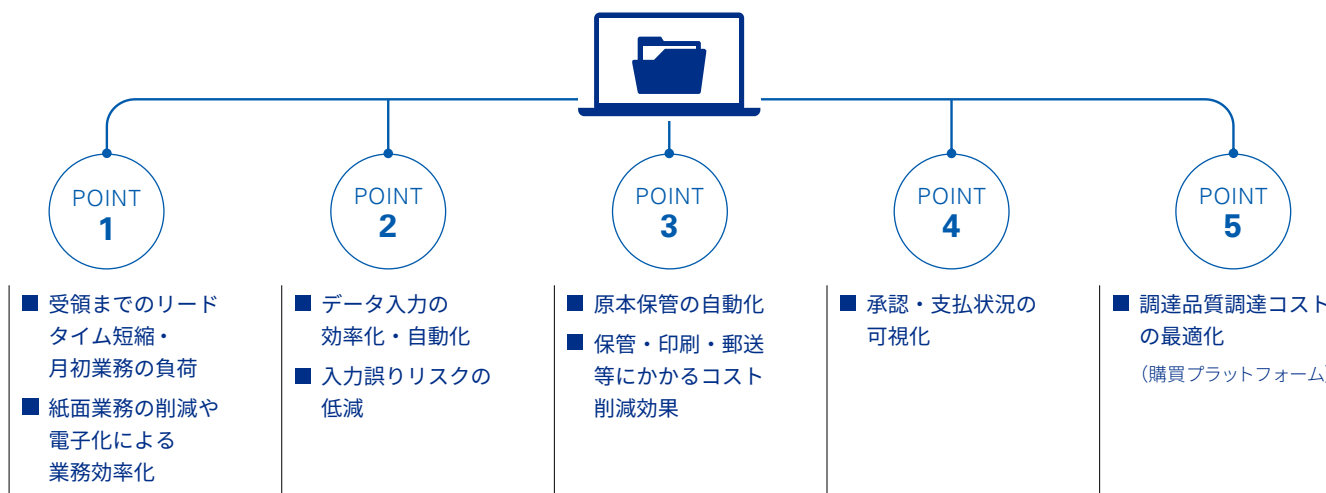 POINT
1
受領までのリード
タイム短縮・
月初業務の負荷
紙面業務の削減や
電子化による
業務効率化
POINT
2
データ入力の
効率化・自動化
入力誤りリスクの
低減
POINT
3
原本保管の自動化
保管・印刷・郵送
等にかかるコスト
削減効果
POINT
4
承認・支払状況の
可視化
POINT
5
調達品質調達コスト
の最適化
（購買プラットフォーム）